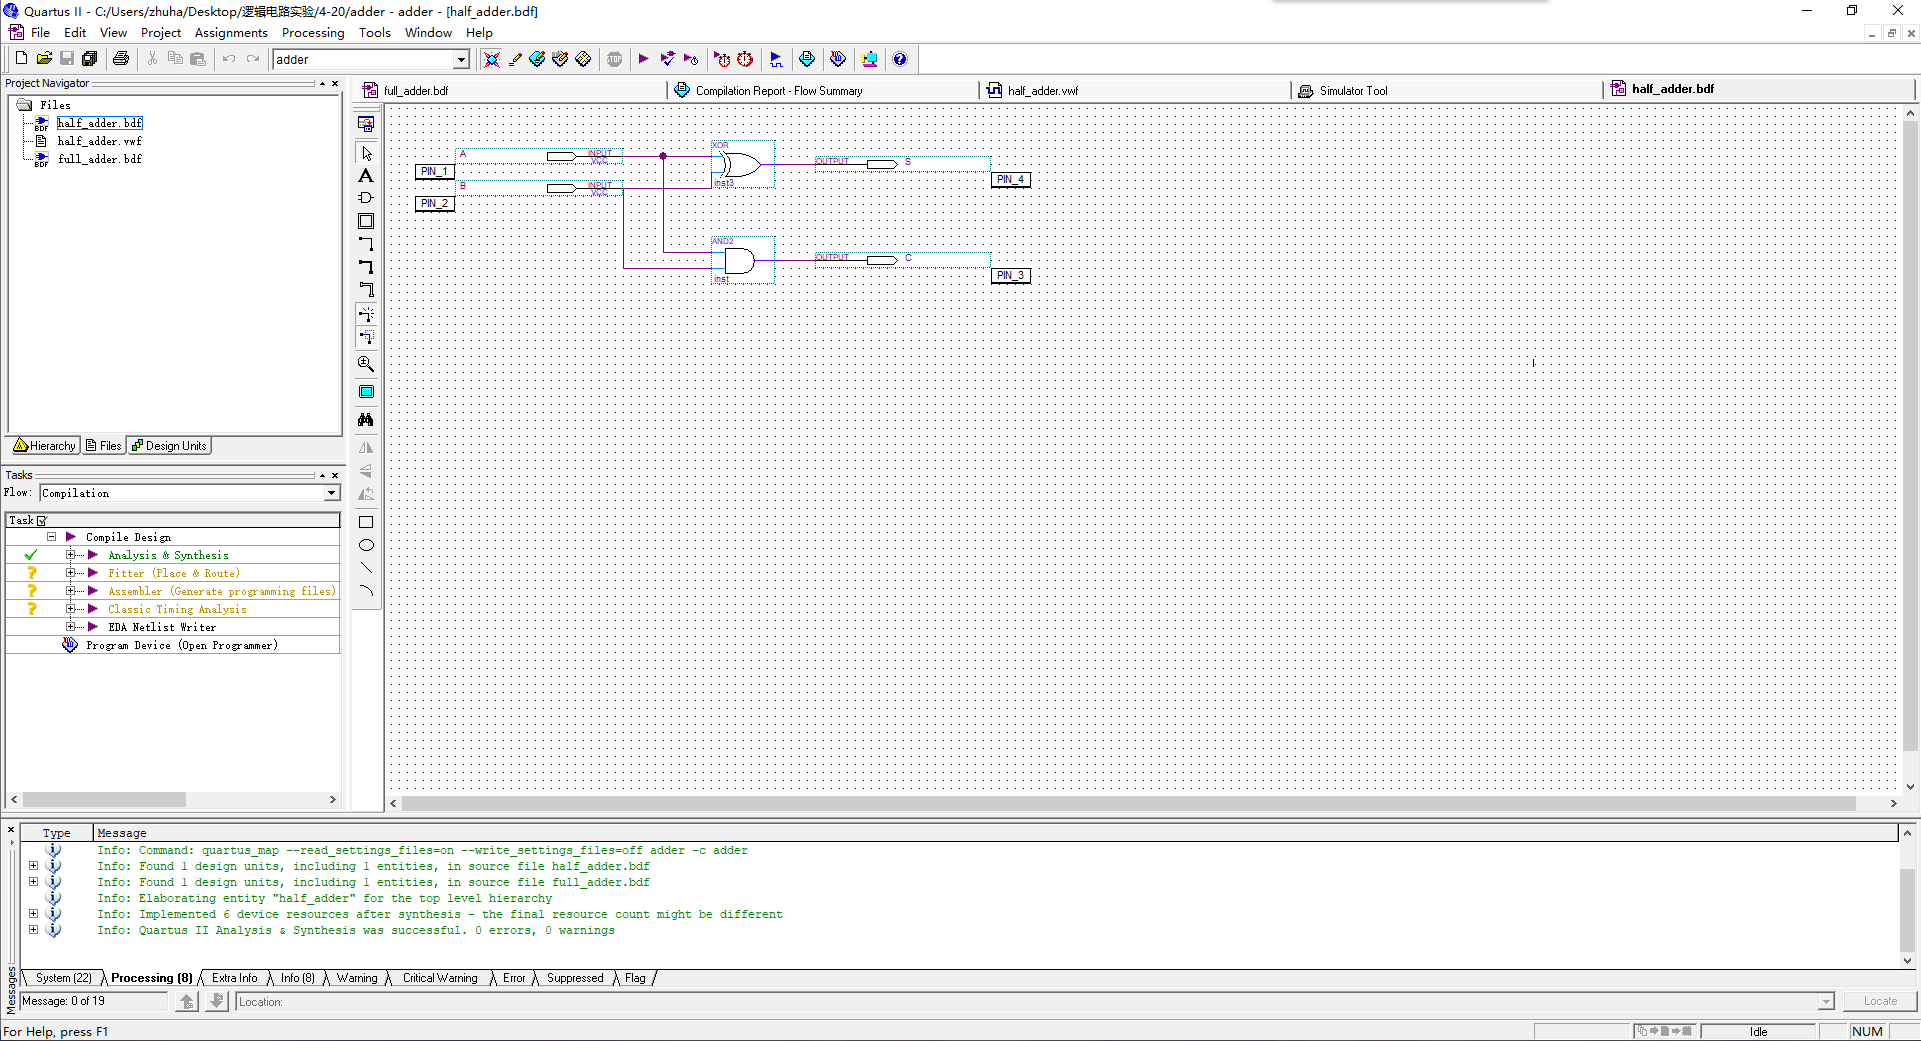 Quartus II - C:/Users/zhuha/Desktop/逻辑电路实验/4-20/adder - adder - [half_adder.bdf]
File Edit View Project Assignments Processing Tools Window Help
adder
STOP
Project Navigator
Files
half_adder.bdf
half_adder.vwf
full_adder.bdf
Hierarchy Files Design Units
Tasks
Flow: Compilation
Task
Compile Design
Analysis & Synthesis
Fitter (Place & Route)
Assembler (Generate programming files)
Classic Timing Analysis
EDA Netlist Writer
Program Device (Open Programmer)
full_adder.bdf Compilation Report - Flow Summary half_adder.vwf Simulator Tool half_adder.bdf
A INPUT VCC
PIN_1
B INPUT VCC
PIN_2
XOR
inst3
OUTPUT S
PIN_4
AND2
inst
OUTPUT C
PIN_3
Type Message
Info: Command: quartus_map --read_settings_files=on --write_settings_files=off adder -c adder
Info: Found 1 design units, including 1 entities, in source file half_adder.bdf
Info: Found 1 design units, including 1 entities, in source file full_adder.bdf
Info: Elaborating entity "half_adder" for the top level hierarchy
Info: Implemented 6 device resources after synthesis - the final resource count might be different
Info: Quartus II Analysis & Synthesis was successful. 0 errors, 0 warnings
System (22) Processing (8) Extra Info Info (8) Warning Critical Warning Error Suppressed Flag
Messages
Message: 0 of 19 Location: Locate
For Help, press F1 Idle NUM